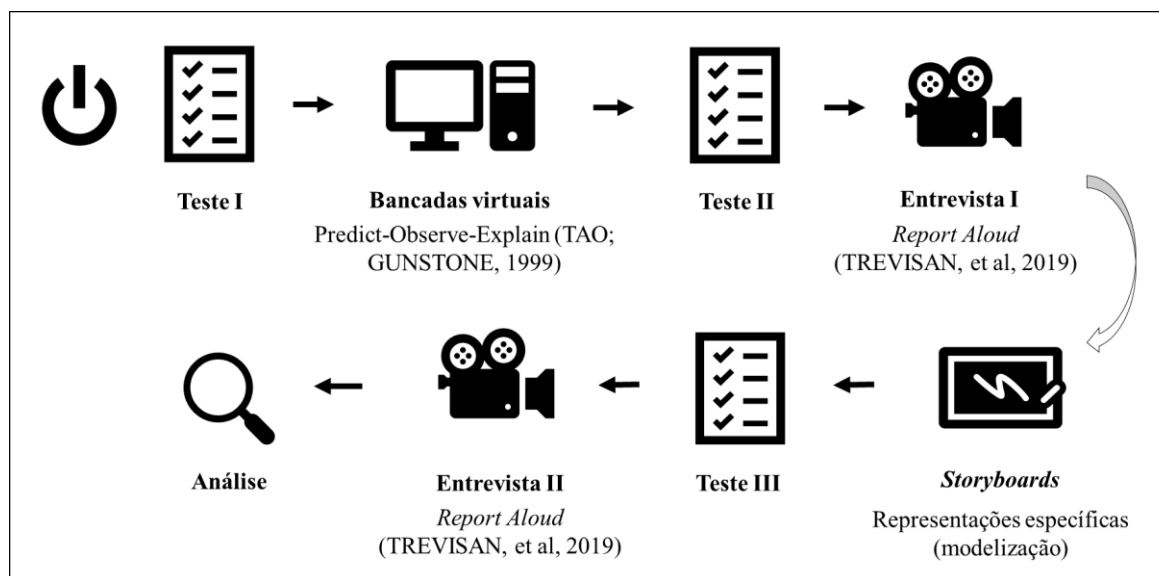 Teste I
Bancadas virtuais
Predict-Observe-Explain (TAO;
GUNSTONE, 1999)
Teste II
Entrevista I
Report Aloud
(TREVISAN, et al, 2019)
Storyboards
Representações específicas
(modelização)
Teste III
Entrevista II
Report Aloud
(TREVISAN, et al, 2019)
Análise